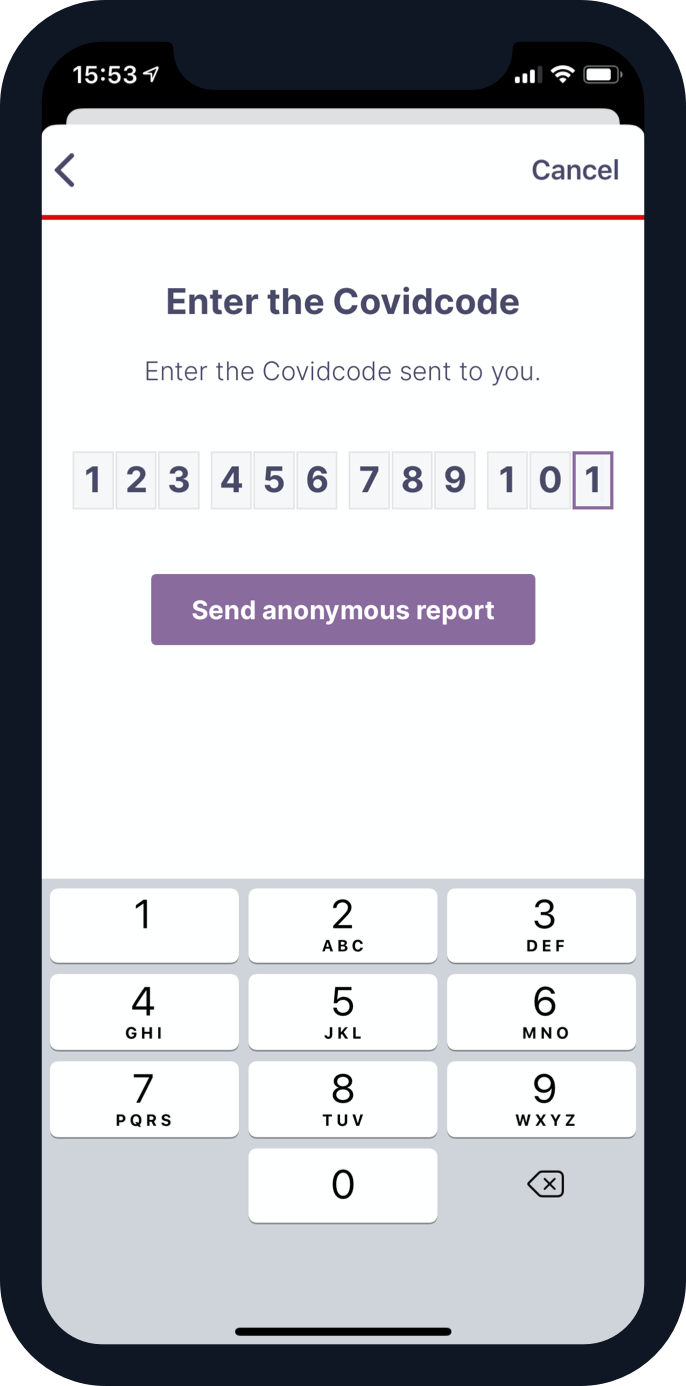 15:53
Cancel
Enter the Covidcode
Enter the Covidcode sent to you.
1 2 3 4 5 6 7 8 9 1 0 1
Send anonymous report
1 2 3
ABC DEF
4 5 6
GHI JKL MNO
7 8 9
PQRS TUV WXYZ
0